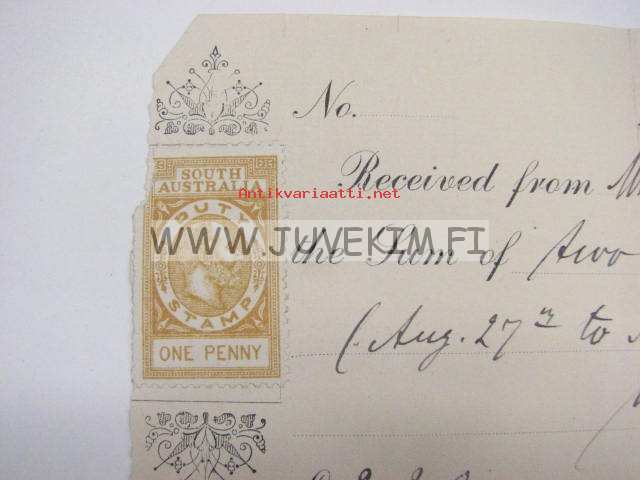 No.
SOUTH
AUSTRALIA
Antikvariaatti.net
Received from
DUTY
WWW.JUVEKIM.FI
the Sum of two
STAMP
ONE PENNY
(Aug. 27th to